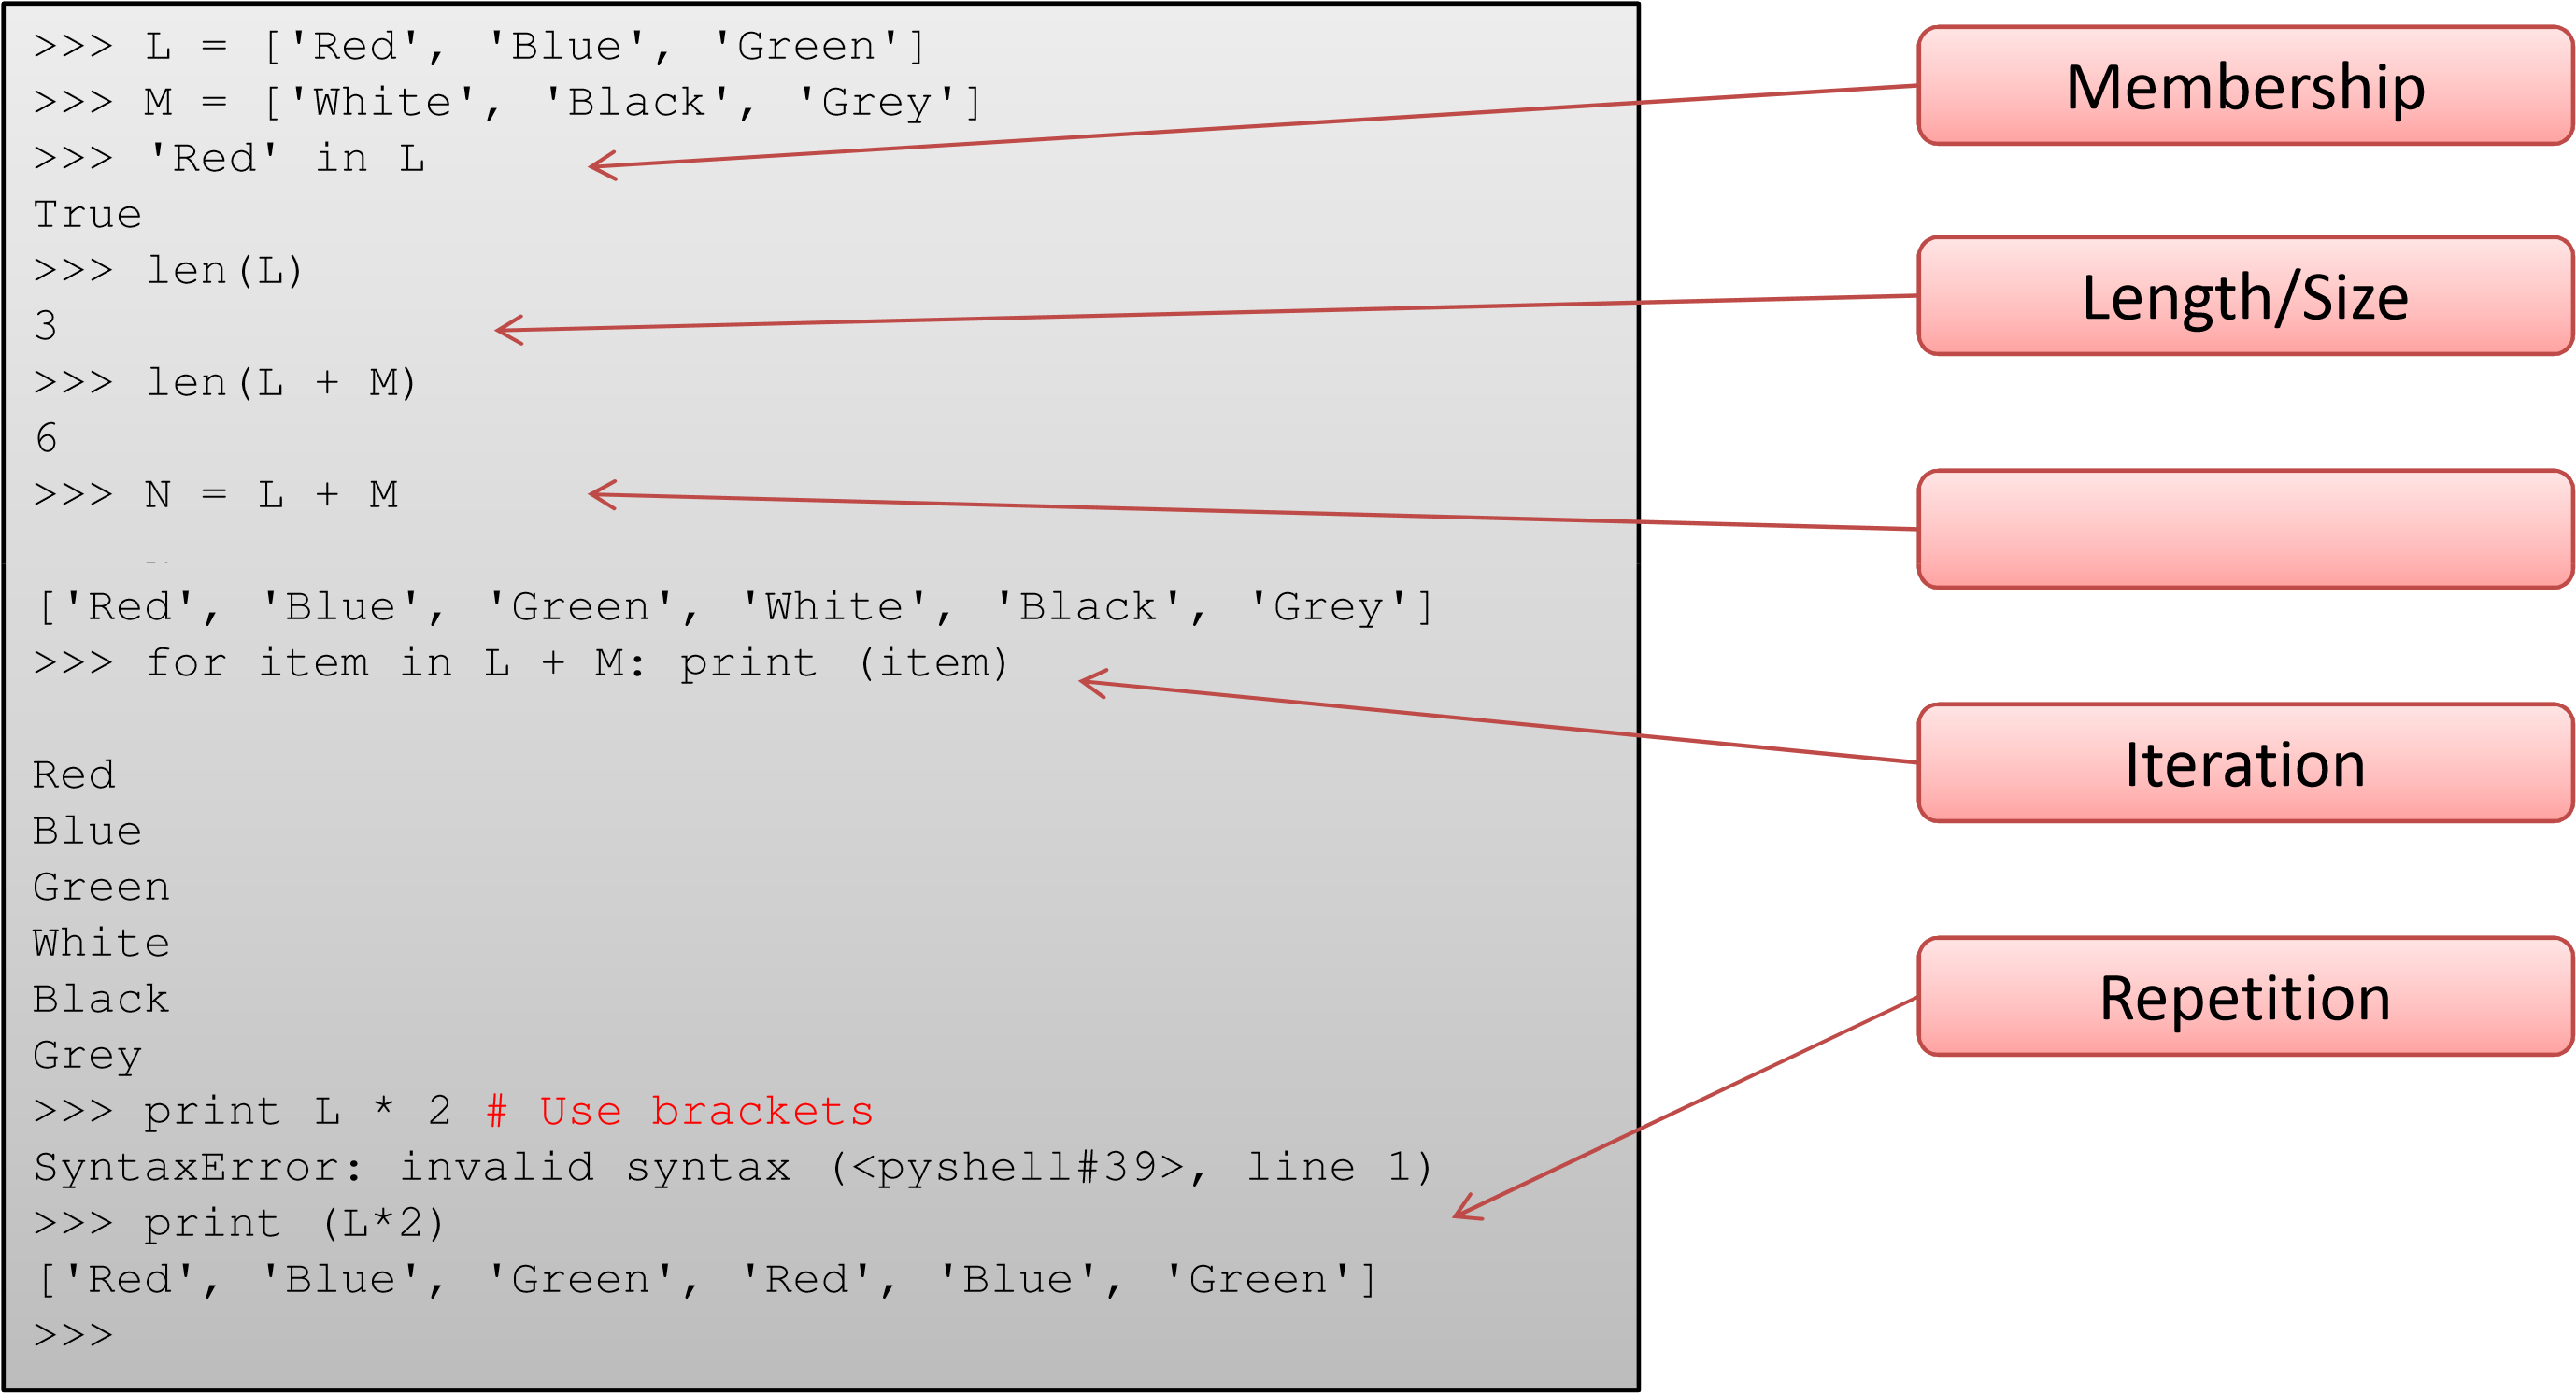 >>> L = ['Red', 'Blue', 'Green']
>>> M = ['White', 'Black', 'Grey']
>>> 'Red' in L
True
>>> len(L)
3
>>> len(L + M)
6
>>> N = L + M
['Red', 'Blue', 'Green', 'White', 'Black', 'Grey']
>>> for item in L + M: print (item)
Red
Blue
Green
White
Black
Grey
>>> print L * 2 # Use brackets
SyntaxError: invalid syntax (<pyshell#39>, line 1)
>>> print (L*2)
['Red', 'Blue', 'Green', 'Red', 'Blue', 'Green']
>>>
Membership
Length/Size
Iteration
Repetition